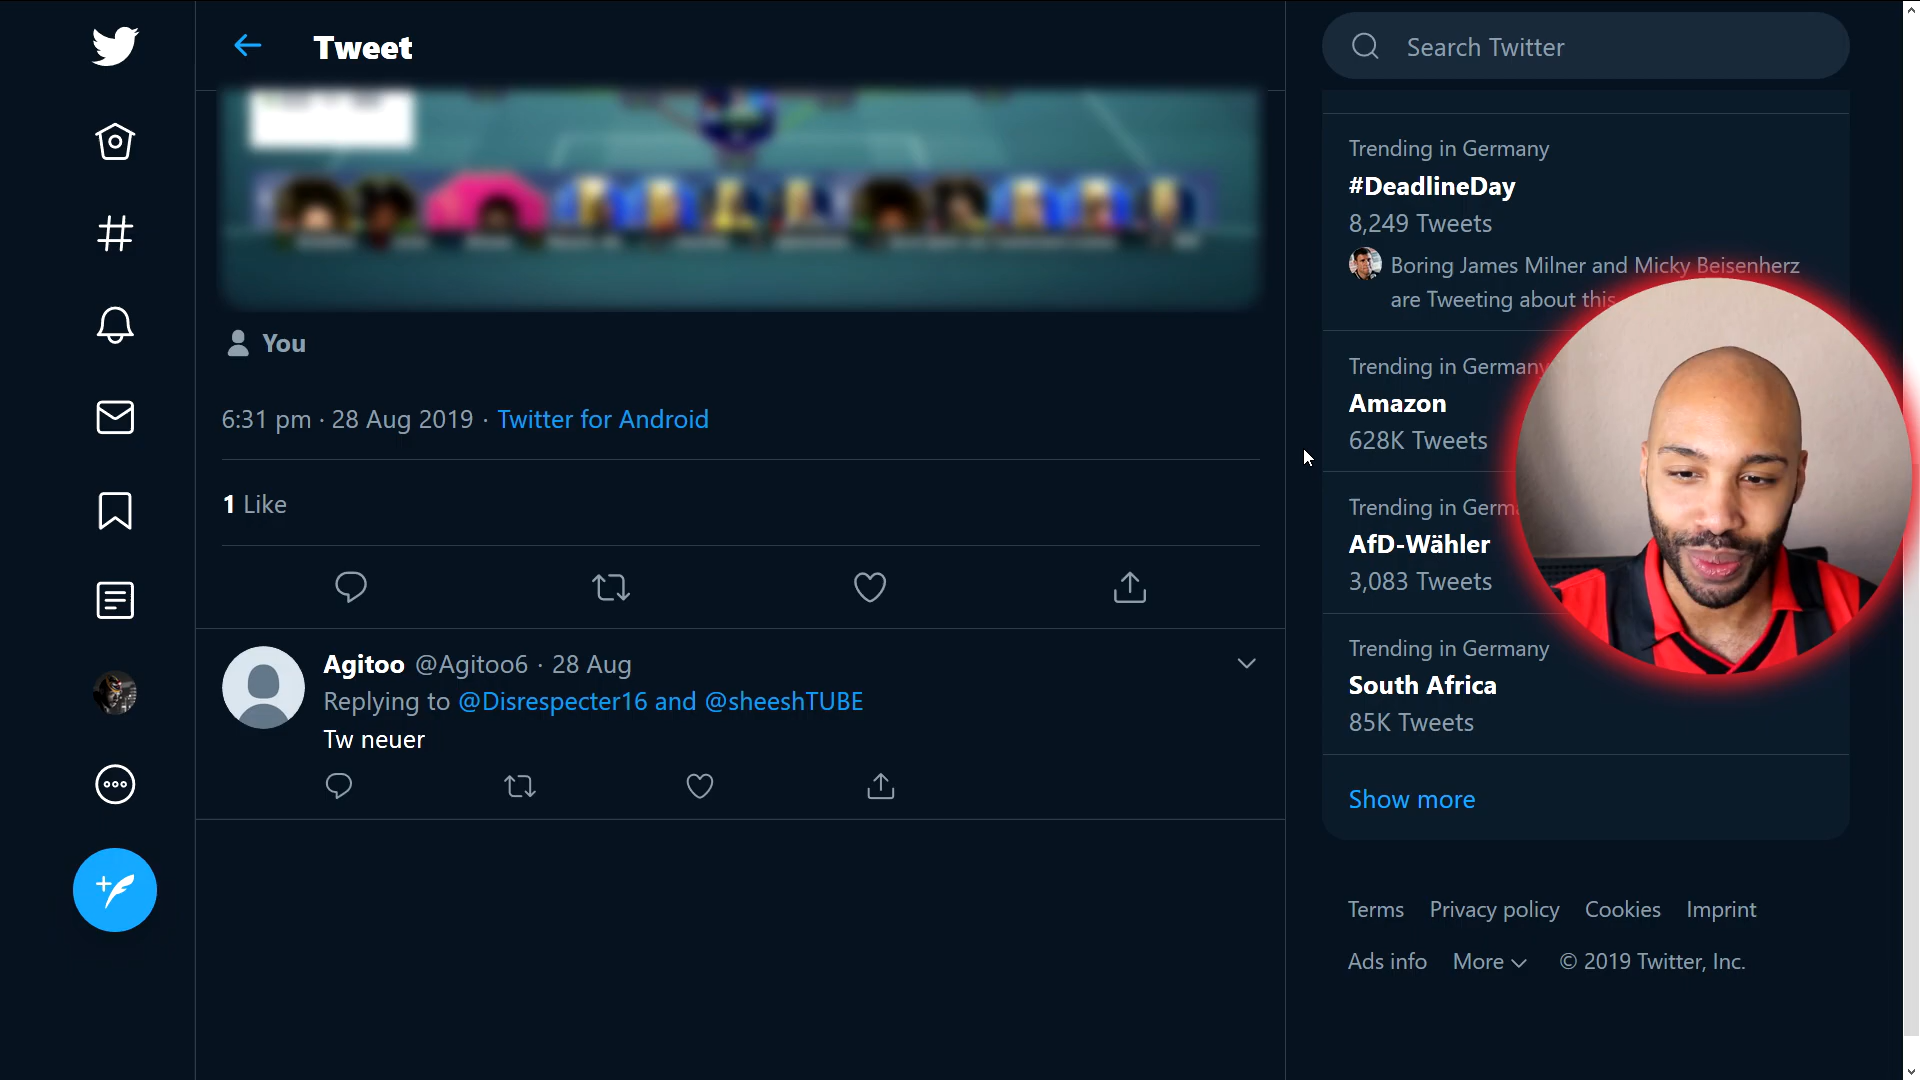 Tweet
You
6:31 pm · 28 Aug 2019 · Twitter for Android
1 Like
Agitoo @Agitoo6 · 28 Aug
Replying to @Disrespecter16 and @sheeshTUBE
Tw neuer
Search Twitter
Trending in Germany
#DeadlineDay
8,249 Tweets
Boring James Milner and Micky Beisenherz
are Tweeting about this
Trending in Germany
Amazon
628K Tweets
Trending in Germ
AfD-Wähler
3,083 Tweets
Trending in Germany
South Africa
85K Tweets
Show more
Terms Privacy policy Cookies Imprint
Ads info More © 2019 Twitter, Inc.